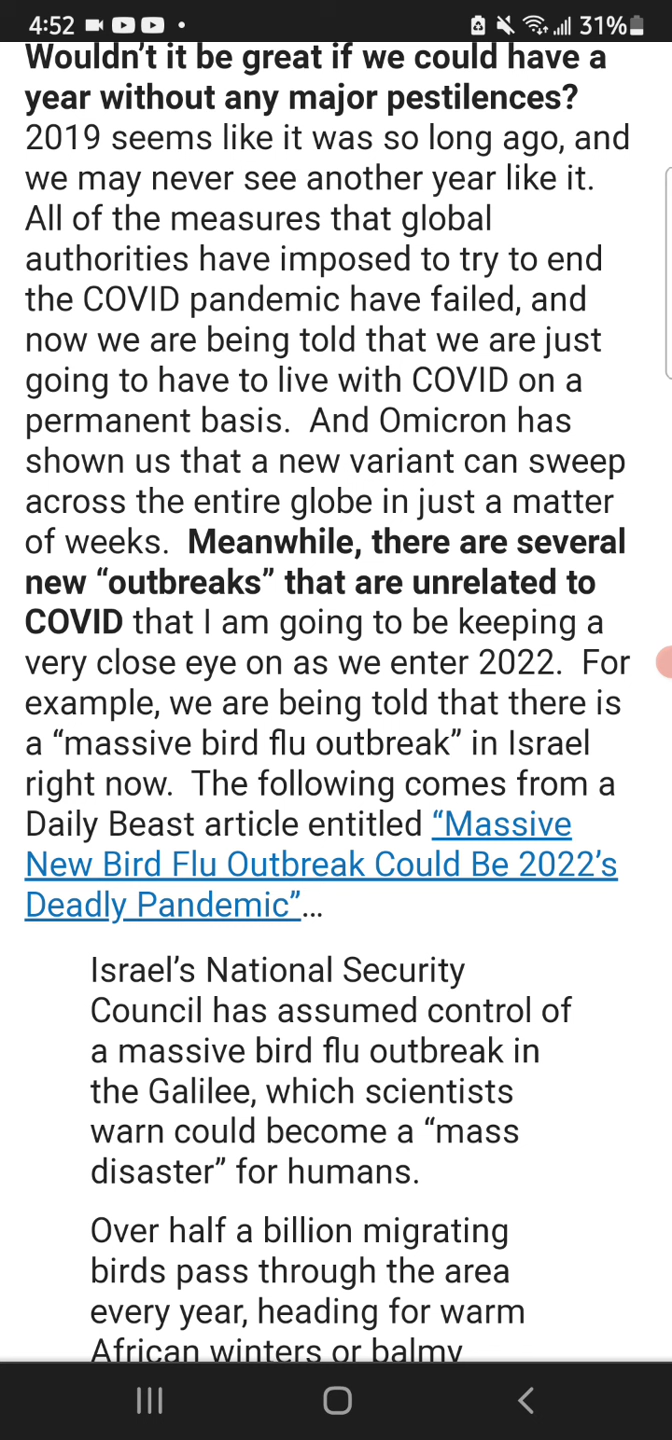 4:52
31%
Wouldn't it be great if we could have a
year without any major pestilences?
2019 seems like it was so long ago, and
we may never see another year like it.
All of the measures that global
authorities have imposed to try to end
the COVID pandemic have failed, and
now we are being told that we are just
going to have to live with COVID on a
permanent basis.  And Omicron has
shown us that a new variant can sweep
across the entire globe in just a matter
of weeks.  Meanwhile, there are several
new “outbreaks” that are unrelated to
COVID that I am going to be keeping a
very close eye on as we enter 2022.  For
example, we are being told that there is
a “massive bird flu outbreak” in Israel
right now.  The following comes from a
Daily Beast article entitled “Massive
New Bird Flu Outbreak Could Be 2022’s
Deadly Pandemic”…
Israel’s National Security
Council has assumed control of
a massive bird flu outbreak in
the Galilee, which scientists
warn could become a “mass
disaster” for humans.
Over half a billion migrating
birds pass through the area
every year, heading for warm
African winters or balmy